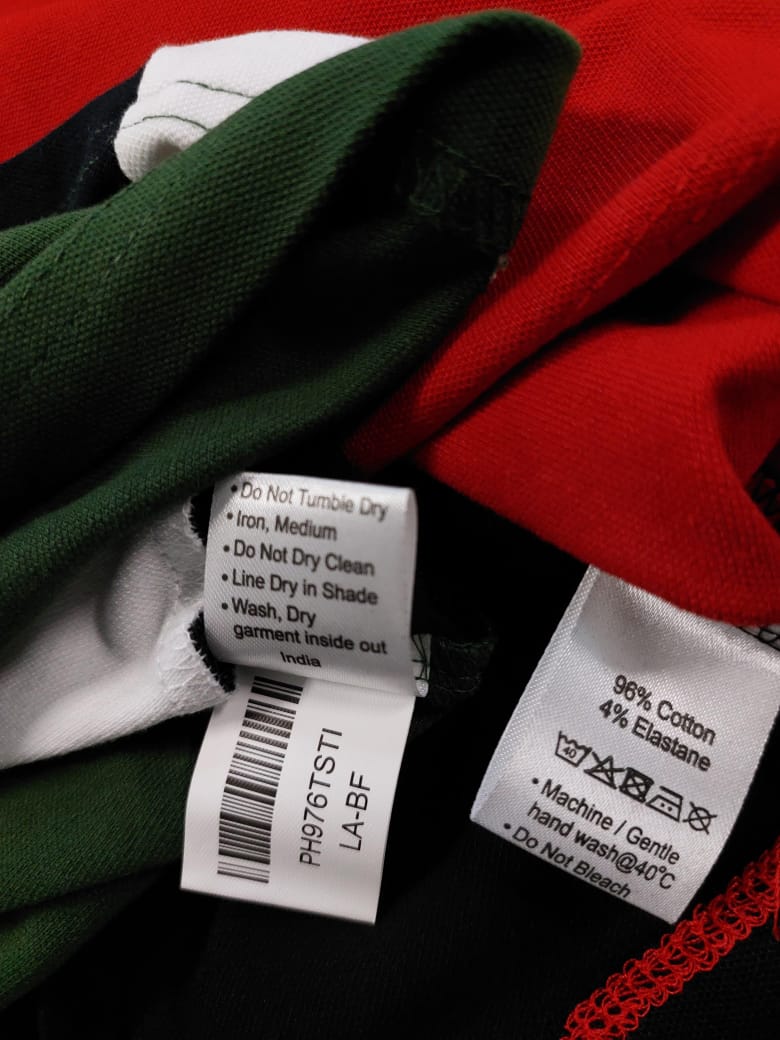 • Do Not Tumble Dry
• Iron, Medium
• Do Not Dry Clean
• Line Dry in Shade
• Wash, Dry
garment inside out
India
PH976TSTI
LA-BF
96% Cotton
4% Elastane
40
• Machine / Gentle
hand wash@40°C
• Do Not Bleach